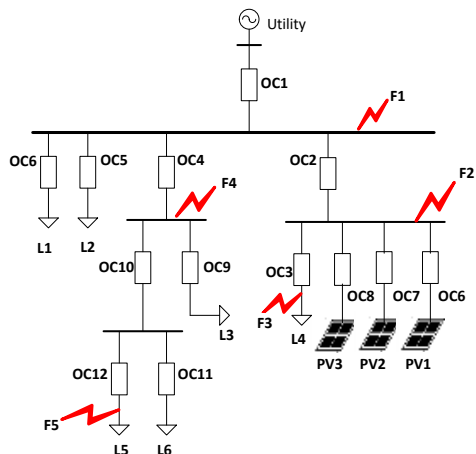 Utility
OC1
F1
OC6
OC5
OC4
OC2
F2
F4
OC10
OC9
OC3
OC8
OC7
OC6
L1
L2
F3
L4
L3
PV3
PV2
PV1
OC12
OC11
F5
L5
L6